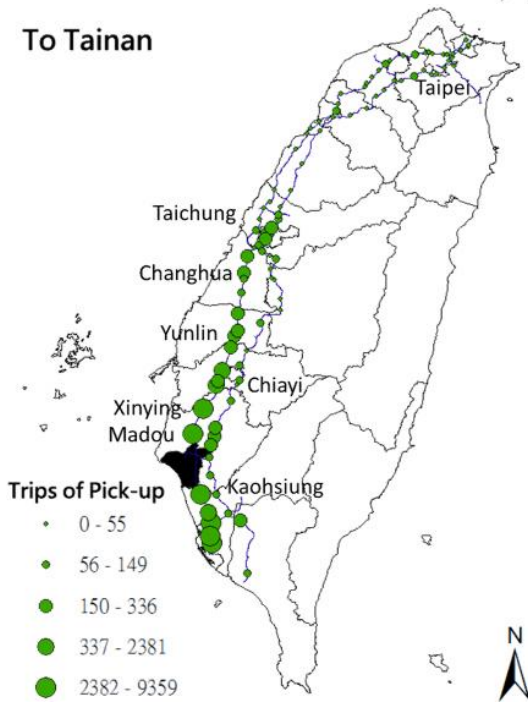 To Tainan
Taipei
Taichung
Changhua
Yunlin
Chiayi
Xinying
Madou
Kaohsiung
Trips of Pick-up
0 - 55
56 - 149
150 - 336
337 - 2381
2382 - 9359
N